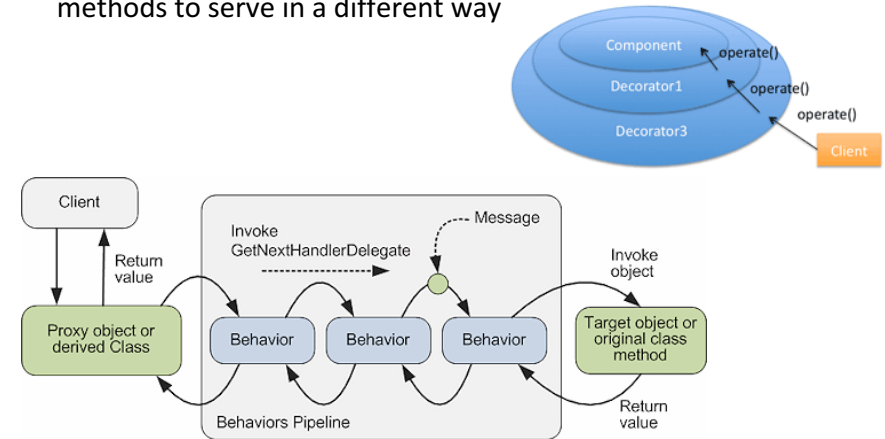 methods to serve in a different way
Component
operate()
Decorator1
operate()
operate()
Decorator3
Client
Client
Return
value
Invoke
GetNextHandlerDelegate
Message
Invoke
object
Proxy object or
derived Class
Behavior
Behavior
Behavior
Target object or
original class
method
Return
value
Behaviors Pipeline